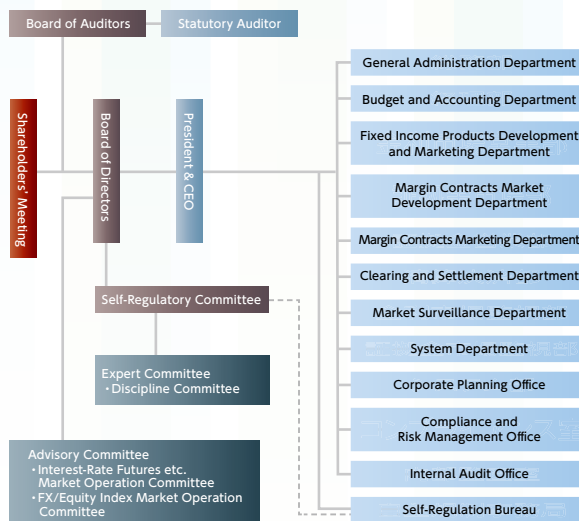 Board of Auditors
Statutory Auditor
Shareholders' Meeting
Board of Directors
President & CEO
General Administration Department
Budget and Accounting Department
Fixed Income Products Development
and Marketing Department
Margin Contracts Market
Development Department
Margin Contracts Marketing Department
Clearing and Settlement Department
Market Surveillance Department
System Department
Corporate Planning Office
Compliance and
Risk Management Office
Internal Audit Office
Self-Regulation Bureau
Self-Regulatory Committee
Expert Committee
・Discipline Committee
Advisory Committee
・Interest-Rate Futures etc.
Market Operation Committee
・FX/Equity Index Market Operation
Committee